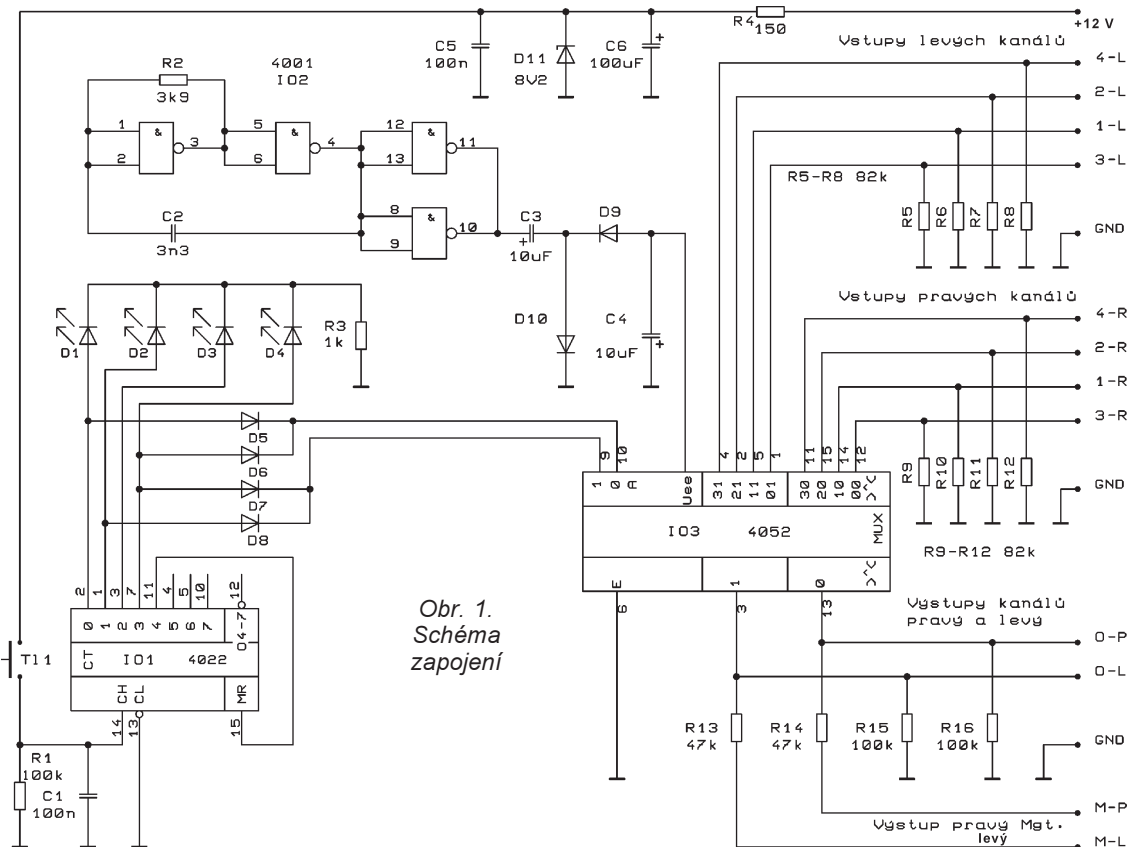 R4
150
+12 V
C5
100n
D11
8V2
C6
+
100uF
Vstupy levých kanálů
4-L
2-L
1-L
3-L
R5-R8 82k
R5
R6
R7
R8
GND
R2
3k9
4001
IO2
1
2
&
3
5
6
&
4
12
13
&
11
8
9
&
10
C2
3n3
C3
+
10uF
D9
D10
C4
10uF
+
Vstupy pravých kanálů
4-R
2-R
1-R
3-R
R9
R10
R11
R12
GND
R9-R12 82k
D1
D2
D3
D4
R3
1k
D5
D6
D7
D8
9
10
4
2
5
1
11
15
14
12
1
0
A
Uee
31
21
11
01
30
20
10
00
IO3
4052
MUX
E
1
0
6
3
13
2
1
3
7
11
4
5
10
12
0
1
2
3
4
5
6
7
04-7
CT
IO1
4022
CH
CL
MR
14
13
15
Tl1
R1
100k
C1
100n
Obr. 1.
Schéma
zapojení
Výstupy kanálů
pravý a levý
O-P
O-L
R13
47k
R14
47k
R15
100k
R16
100k
GND
M-P
Výstup pravý Mgt.
levý
M-L